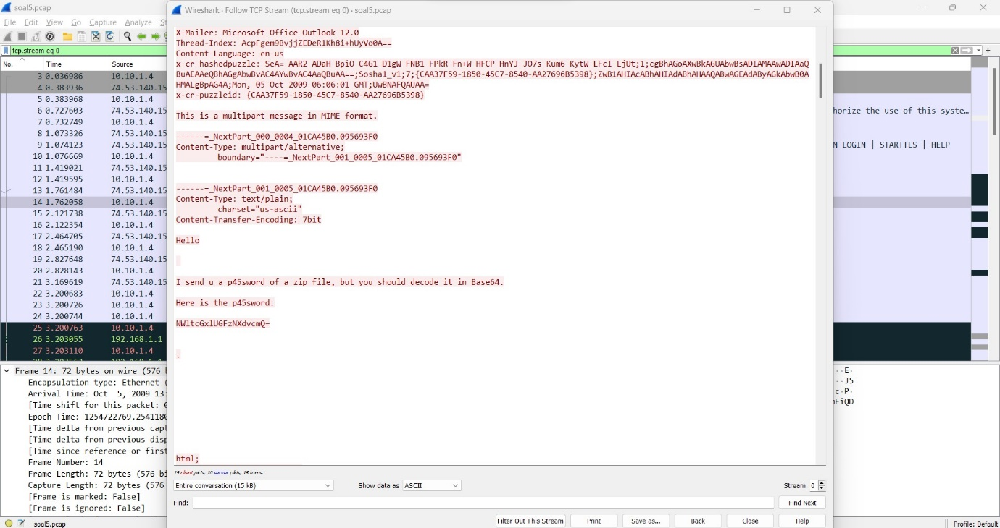 soal5.pcap
Wireshark · Follow TCP Stream (tcp.stream eq 0) · soal5.pcap
File Edit View Go Capture Analyze
tcp.stream eq 0
No. Time Source
3 0.036986 10.10.1.4
4 0.383936 74.53.140.15
5 0.383968 10.10.1.4
6 0.727603 74.53.140.15
7 0.732749 10.10.1.4
8 1.073326 74.53.140.15
9 1.074123 74.53.140.15
10 1.076669 10.10.1.4
11 1.419021 74.53.140.15
12 1.419595 10.10.1.4
13 1.761484 74.53.140.15
14 1.762058 10.10.1.4
15 2.121738 74.53.140.15
16 2.122354 10.10.1.4
17 2.464705 74.53.140.15
18 2.465190 10.10.1.4
19 2.827648 74.53.140.15
20 2.828143 10.10.1.4
21 3.169619 74.53.140.15
22 3.200683 10.10.1.4
23 3.200726 10.10.1.4
24 3.200744 10.10.1.4
25 3.200763 10.10.1.4
26 3.203055 192.168.1.1
27 3.203110 10.10.1.4
X-Mailer: Microsoft Office Outlook 12.0
Thread-Index: AcpFgem9BvjjZEDeR1Kh8i+hUyVo0A==
Content-Language: en-us
x-cr-hashedpuzzle: SeA= AAR2 ADaH BpiO C4G1 D1gW FNB1 FPkR Fn+W HFCP HnYJ JO7s Kum6 KytW LFcI LjUt;1;cgBhAGoAXwBkAGUAbwBsADIAMAAwADIAaQ
BuAEAAeQBhAGgAbwBvAC4AYwBvAC4AaQBuAA==;Sosha1_v1;7;{CAA37F59-1850-45C7-8540-AA27696B5398};ZwB1AHIAcABhAHIAdABhAHAAQABwAGEAdAByAGkAbwB0A
HMALgBpAG4A;Mon, 05 Oct 2009 06:06:01 GMT;UwBNAFQAUAA=
x-cr-puzzleid: {CAA37F59-1850-45C7-8540-AA27696B5398}
This is a multipart message in MIME format.
------=_NextPart_000_0004_01CA45B0.095693F0
Content-Type: multipart/alternative;
boundary="----=_NextPart_001_0005_01CA45B0.095693F0"
------=_NextPart_001_0005_01CA45B0.095693F0
Content-Type: text/plain;
charset="us-ascii"
Content-Transfer-Encoding: 7bit
Hello
I send u a p45sword of a zip file, but you should decode it in Base64.
Here is the p45sword:
NWltcGxlUGFzNXdvcmQ=
.
html;
19 client pkts, 10 server pkts, 18 turns.
Entire conversation (15 kB) Show data as ASCII Stream 0
Find: Find Next
Filter Out This Stream Print Save as... Back Close Help
horize the use of this syste…
N LOGIN | STARTTLS | HELP
Frame 14: 72 bytes on wire (576
Encapsulation type: Ethernet
Arrival Time: Oct 5, 2009 13:
[Time shift for this packet:
Epoch Time: 1254722769.2541180
[Time delta from previous capt
[Time delta from previous disp
[Time since reference or first
Frame Number: 14
Frame Length: 72 bytes (576 bi
Capture Length: 72 bytes (576
[Frame is marked: False]
[Frame is ignored: False]
··E·
··J5
c·P·
FiQD
soal5.pcap
Profile: Default